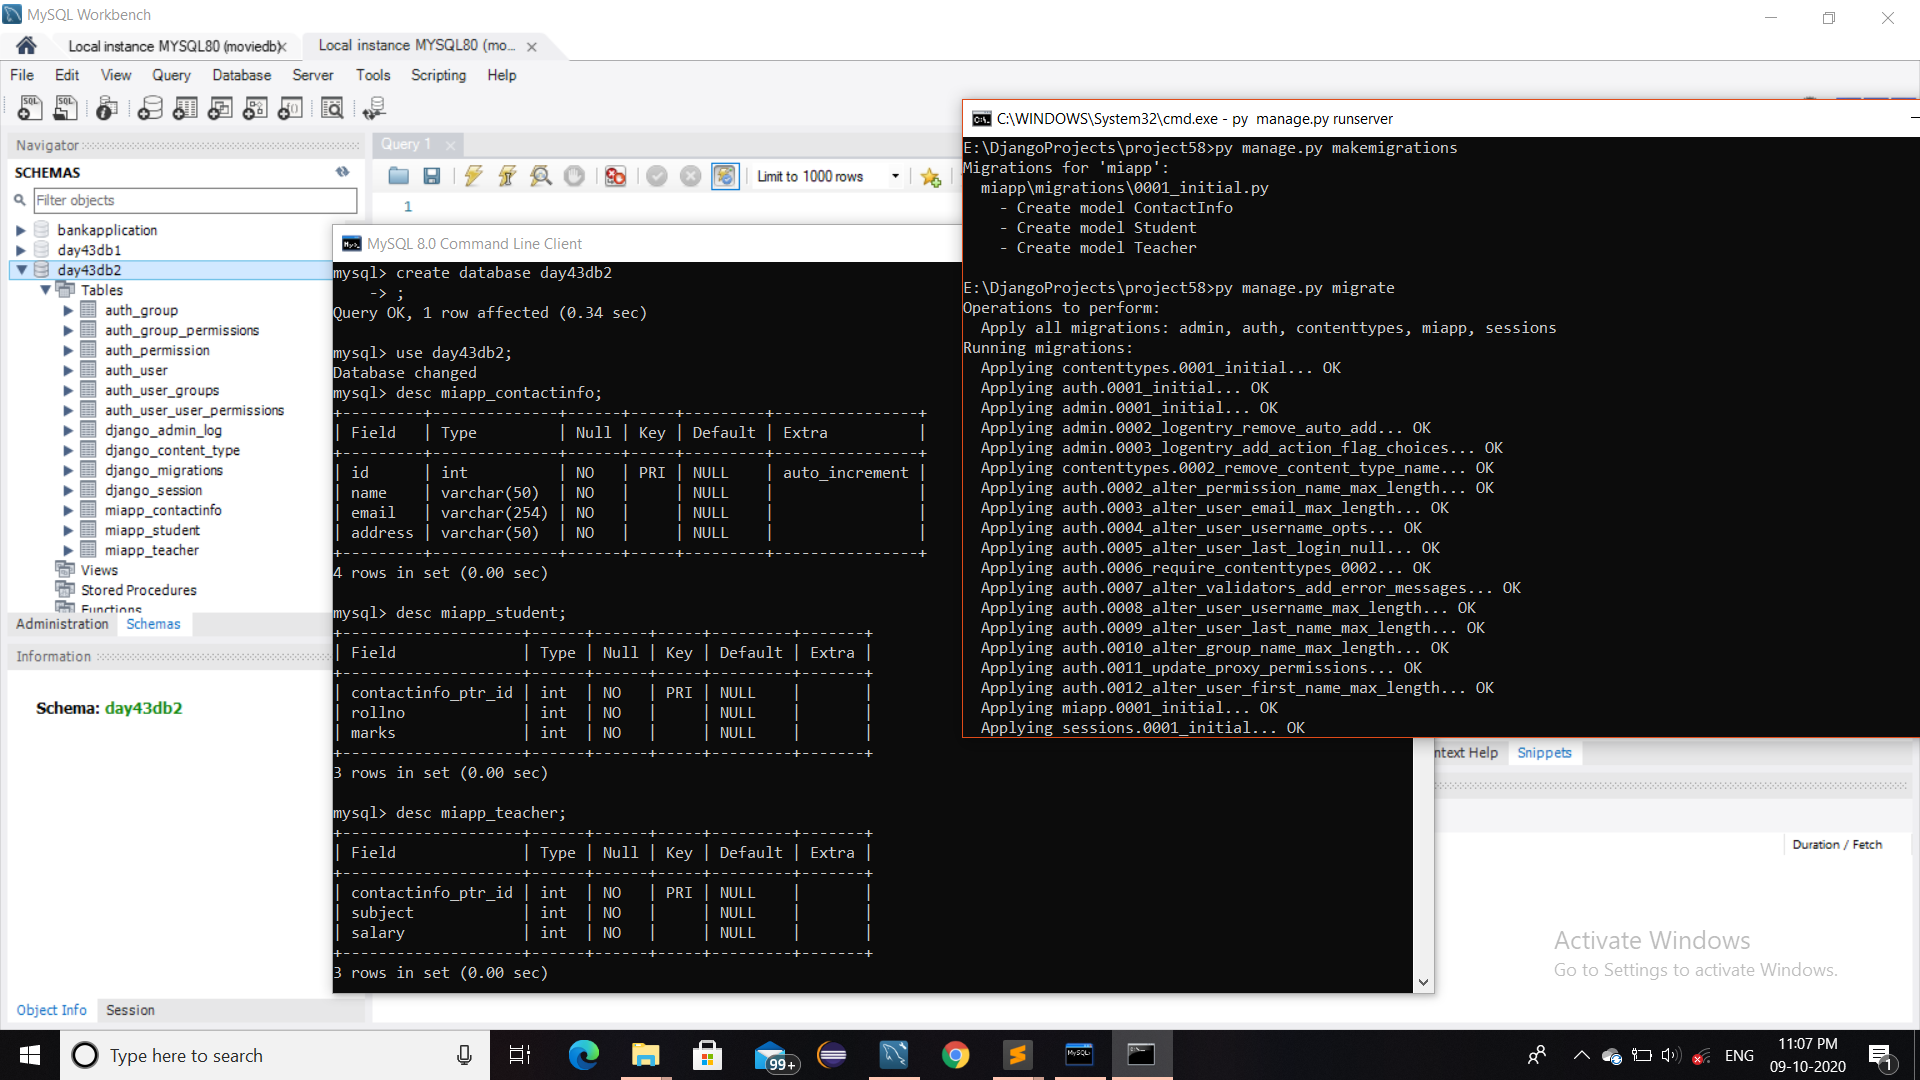 MySQL Workbench
Local instance MYSQL80 (moviedb)
Local instance MYSQL80 (mo...
File Edit View Query Database Server Tools Scripting Help
Navigator
SCHEMAS
Filter objects
bankapplication
day43db1
day43db2
Tables
auth_group
auth_group_permissions
auth_permission
auth_user
auth_user_groups
auth_user_user_permissions
django_admin_log
django_content_type
django_migrations
django_session
miapp_contactinfo
miapp_student
miapp_teacher
Views
Stored Procedures
Functions
Administration Schemas
Information
Schema: day43db2
Object Info Session
Query 1
Limit to 1000 rows
1
MySQL 8.0 Command Line Client
mysql> create database day43db2
    -> ;
Query OK, 1 row affected (0.34 sec)
mysql> use day43db2;
Database changed
mysql> desc miapp_contactinfo;
+---------+--------------+------+-----+---------+----------------+
| Field   | Type         | Null | Key | Default | Extra          |
+---------+--------------+------+-----+---------+----------------+
| id      | int          | NO   | PRI | NULL    | auto_increment |
| name    | varchar(50)  | NO   |     | NULL    |                |
| email   | varchar(254) | NO   |     | NULL    |                |
| address | varchar(50)  | NO   |     | NULL    |                |
+---------+--------------+------+-----+---------+----------------+
4 rows in set (0.00 sec)
mysql> desc miapp_student;
+--------------------+------+------+-----+---------+-------+
| Field              | Type | Null | Key | Default | Extra |
+--------------------+------+------+-----+---------+-------+
| contactinfo_ptr_id | int  | NO   | PRI | NULL    |       |
| rollno             | int  | NO   |     | NULL    |       |
| marks              | int  | NO   |     | NULL    |       |
+--------------------+------+------+-----+---------+-------+
3 rows in set (0.00 sec)
mysql> desc miapp_teacher;
+--------------------+------+------+-----+---------+-------+
| Field              | Type | Null | Key | Default | Extra |
+--------------------+------+------+-----+---------+-------+
| contactinfo_ptr_id | int  | NO   | PRI | NULL    |       |
| subject            | int  | NO   |     | NULL    |       |
| salary             | int  | NO   |     | NULL    |       |
+--------------------+------+------+-----+---------+-------+
3 rows in set (0.00 sec)
C:\WINDOWS\System32\cmd.exe - py  manage.py runserver
E:\DjangoProjects\project58>py manage.py makemigrations
Migrations for 'miapp':
  miapp\migrations\0001_initial.py
    - Create model ContactInfo
    - Create model Student
    - Create model Teacher
E:\DjangoProjects\project58>py manage.py migrate
Operations to perform:
  Apply all migrations: admin, auth, contenttypes, miapp, sessions
Running migrations:
  Applying contenttypes.0001_initial... OK
  Applying auth.0001_initial... OK
  Applying admin.0001_initial... OK
  Applying admin.0002_logentry_remove_auto_add... OK
  Applying admin.0003_logentry_add_action_flag_choices... OK
  Applying contenttypes.0002_remove_content_type_name... OK
  Applying auth.0002_alter_permission_name_max_length... OK
  Applying auth.0003_alter_user_email_max_length... OK
  Applying auth.0004_alter_user_username_opts... OK
  Applying auth.0005_alter_user_last_login_null... OK
  Applying auth.0006_require_contenttypes_0002... OK
  Applying auth.0007_alter_validators_add_error_messages... OK
  Applying auth.0008_alter_user_username_max_length... OK
  Applying auth.0009_alter_user_last_name_max_length... OK
  Applying auth.0010_alter_group_name_max_length... OK
  Applying auth.0011_update_proxy_permissions... OK
  Applying auth.0012_alter_user_first_name_max_length... OK
  Applying miapp.0001_initial... OK
  Applying sessions.0001_initial... OK
ntext Help Snippets
Duration / Fetch
Activate Windows
Go to Settings to activate Windows.
Type here to search
99+
ENG
11:07 PM
09-10-2020
1